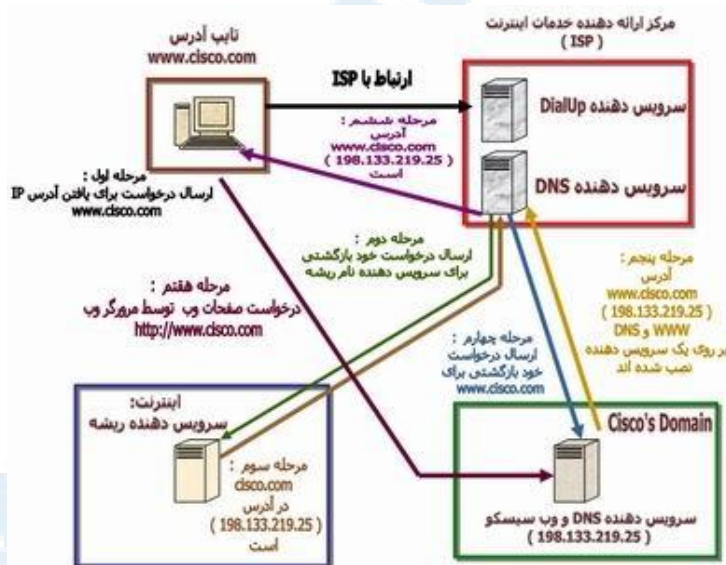 تایپ آدرس
www.cisco.com
مرکز ارائه دهنده خدمات اینترنت
( ISP )
ارتباط با ISP
سرویس دهنده DialUp
سرویس دهنده DNS
مرحله ششم :
آدرس
www.cisco.com
( 198.133.219.25 )
است
مرحله اول :
ارسال درخواست برای یافتن آدرس IP
www.cisco.com
مرحله دوم :
ارسال درخواست خود بازگشتی
برای سرویس دهنده نام ریشه
مرحله هفتم :
درخواست صفحات وب توسط مرورگر وب
http://www.cisco.com
مرحله پنجم :
آدرس
www.cisco.com
( 198.133.219.25 )
WWW و DNS
بر روی یک سرویس دهنده
نصب شده اند
مرحله چهارم :
ارسال درخواست
خود بازگشتی برای
www.cisco.com
اینترنت:
سرویس دهنده ریشه
مرحله سوم :
cisco.com
در آدرس
( 198.133.219.25 )
است
Cisco's Domain
سرویس دهنده DNS و وب سیسکو
( 198.133.219.25 )